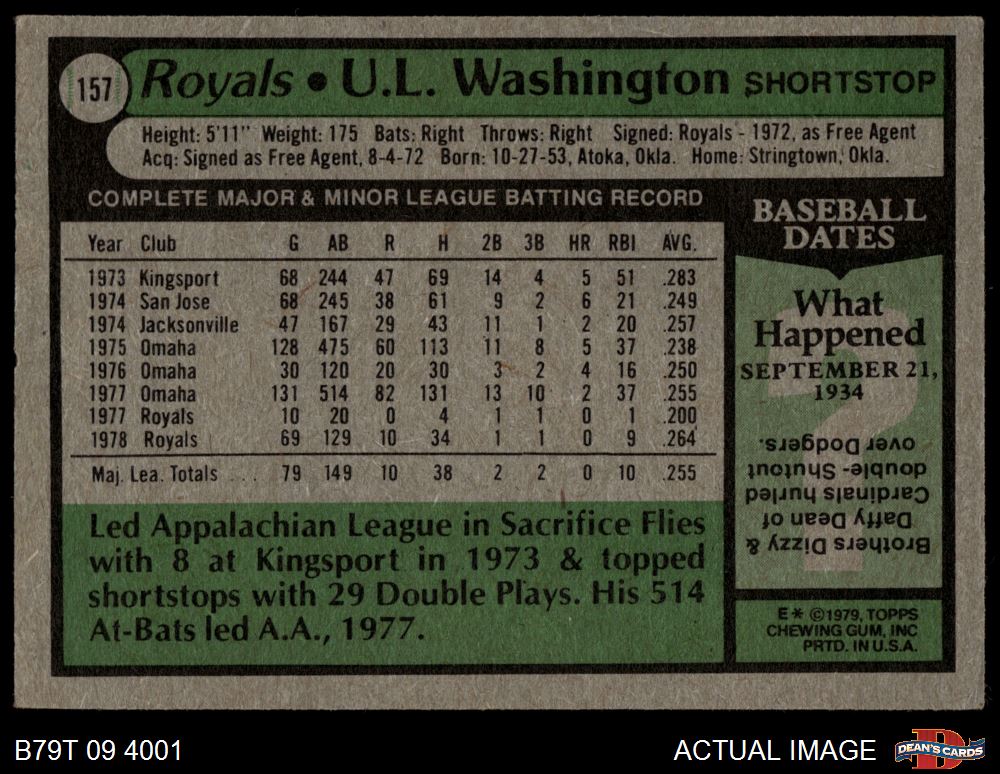 157 Royals • U.L. Washington SHORTSTOP
Height: 5'11" Weight: 175 Bats: Right Throws: Right Signed: Royals - 1972, as Free Agent
Acq: Signed as Free Agent, 8-4-72 Born: 10-27-53, Atoka, Okla. Home: Stringtown, Okla.
COMPLETE MAJOR & MINOR LEAGUE BATTING RECORD
Year Club G AB R H 2B 3B HR RBI AVG.
1973 Kingsport 68 244 47 69 14 4 5 51 .283
1974 San Jose 68 245 38 61 9 2 6 21 .249
1974 Jacksonville 47 167 29 43 11 1 2 20 .257
1975 Omaha 128 475 60 113 11 8 5 37 .238
1976 Omaha 30 120 20 30 3 2 4 16 .250
1977 Omaha 131 514 82 131 13 10 2 37 .255
1977 Royals 10 20 0 4 1 1 0 1 .200
1978 Royals 69 129 10 34 1 1 0 9 .264
Maj. Lea. Totals ... 79 149 10 38 2 2 0 10 .255
Led Appalachian League in Sacrifice Flies
with 8 at Kingsport in 1973 & topped
shortstops with 29 Double Plays. His 514
At-Bats led A.A., 1977.
BASEBALL
DATES
What
Happened
SEPTEMBER 21,
1934
?
Brothers Dizzy &
Daffy Dean of
Cardinals hurled
double-Shutout
over Dodgers.
E* ©1979, TOPPS
CHEWING GUM, INC
PRTD. IN U.S.A.
B79T 09 4001
ACTUAL IMAGE
D
DEAN'S CARDS